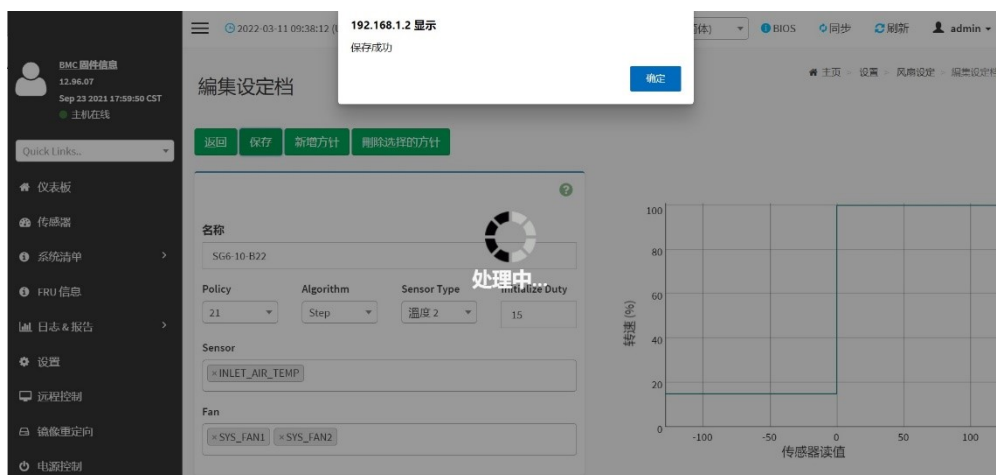 2022-03-11 09:38:12
192.168.1.2 显示
保存成功
确定
BIOS
同步
刷新
admin
BMC 固件信息
12.96.07
Sep 23 2021 17:59:50 CST
主机在线
Quick Links..
仪表板
传感器
系统清单
FRU 信息
日志 & 报告
设置
远程控制
镜像重定向
电源控制
编辑设定档
主页 > 设置 > 风扇设定 > 编集设定档
返回 保存 新增方针 刪除选择的方针
名称
SG6-10-B22
处理中...
Policy Algorithm Sensor Type Initialize Duty
21 Step 溫度 2 15
Sensor
×INLET_AIR_TEMP
Fan
×SYS_FAN1 ×SYS_FAN2
转速 (%)
100
80
60
40
20
0
-100 -50 0 50 100
传感器读值